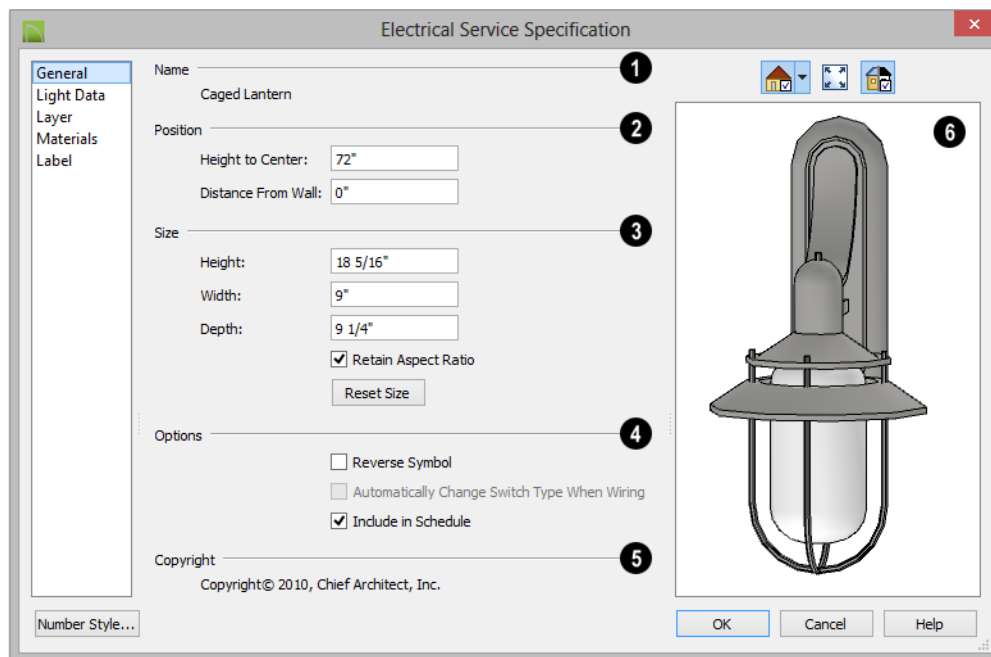 Electrical Service Specification
General
Light Data
Layer
Materials
Label
Name 1
Caged Lantern
Position 2
Height to Center: 72"
Distance From Wall: 0"
Size 3
Height: 18 5/16"
Width: 9"
Depth: 9 1/4"
Retain Aspect Ratio
Reset Size
Options 4
Reverse Symbol
Automatically Change Switch Type When Wiring
Include in Schedule
Copyright 5
Copyright© 2010, Chief Architect, Inc.
6
Number Style...
OK Cancel Help